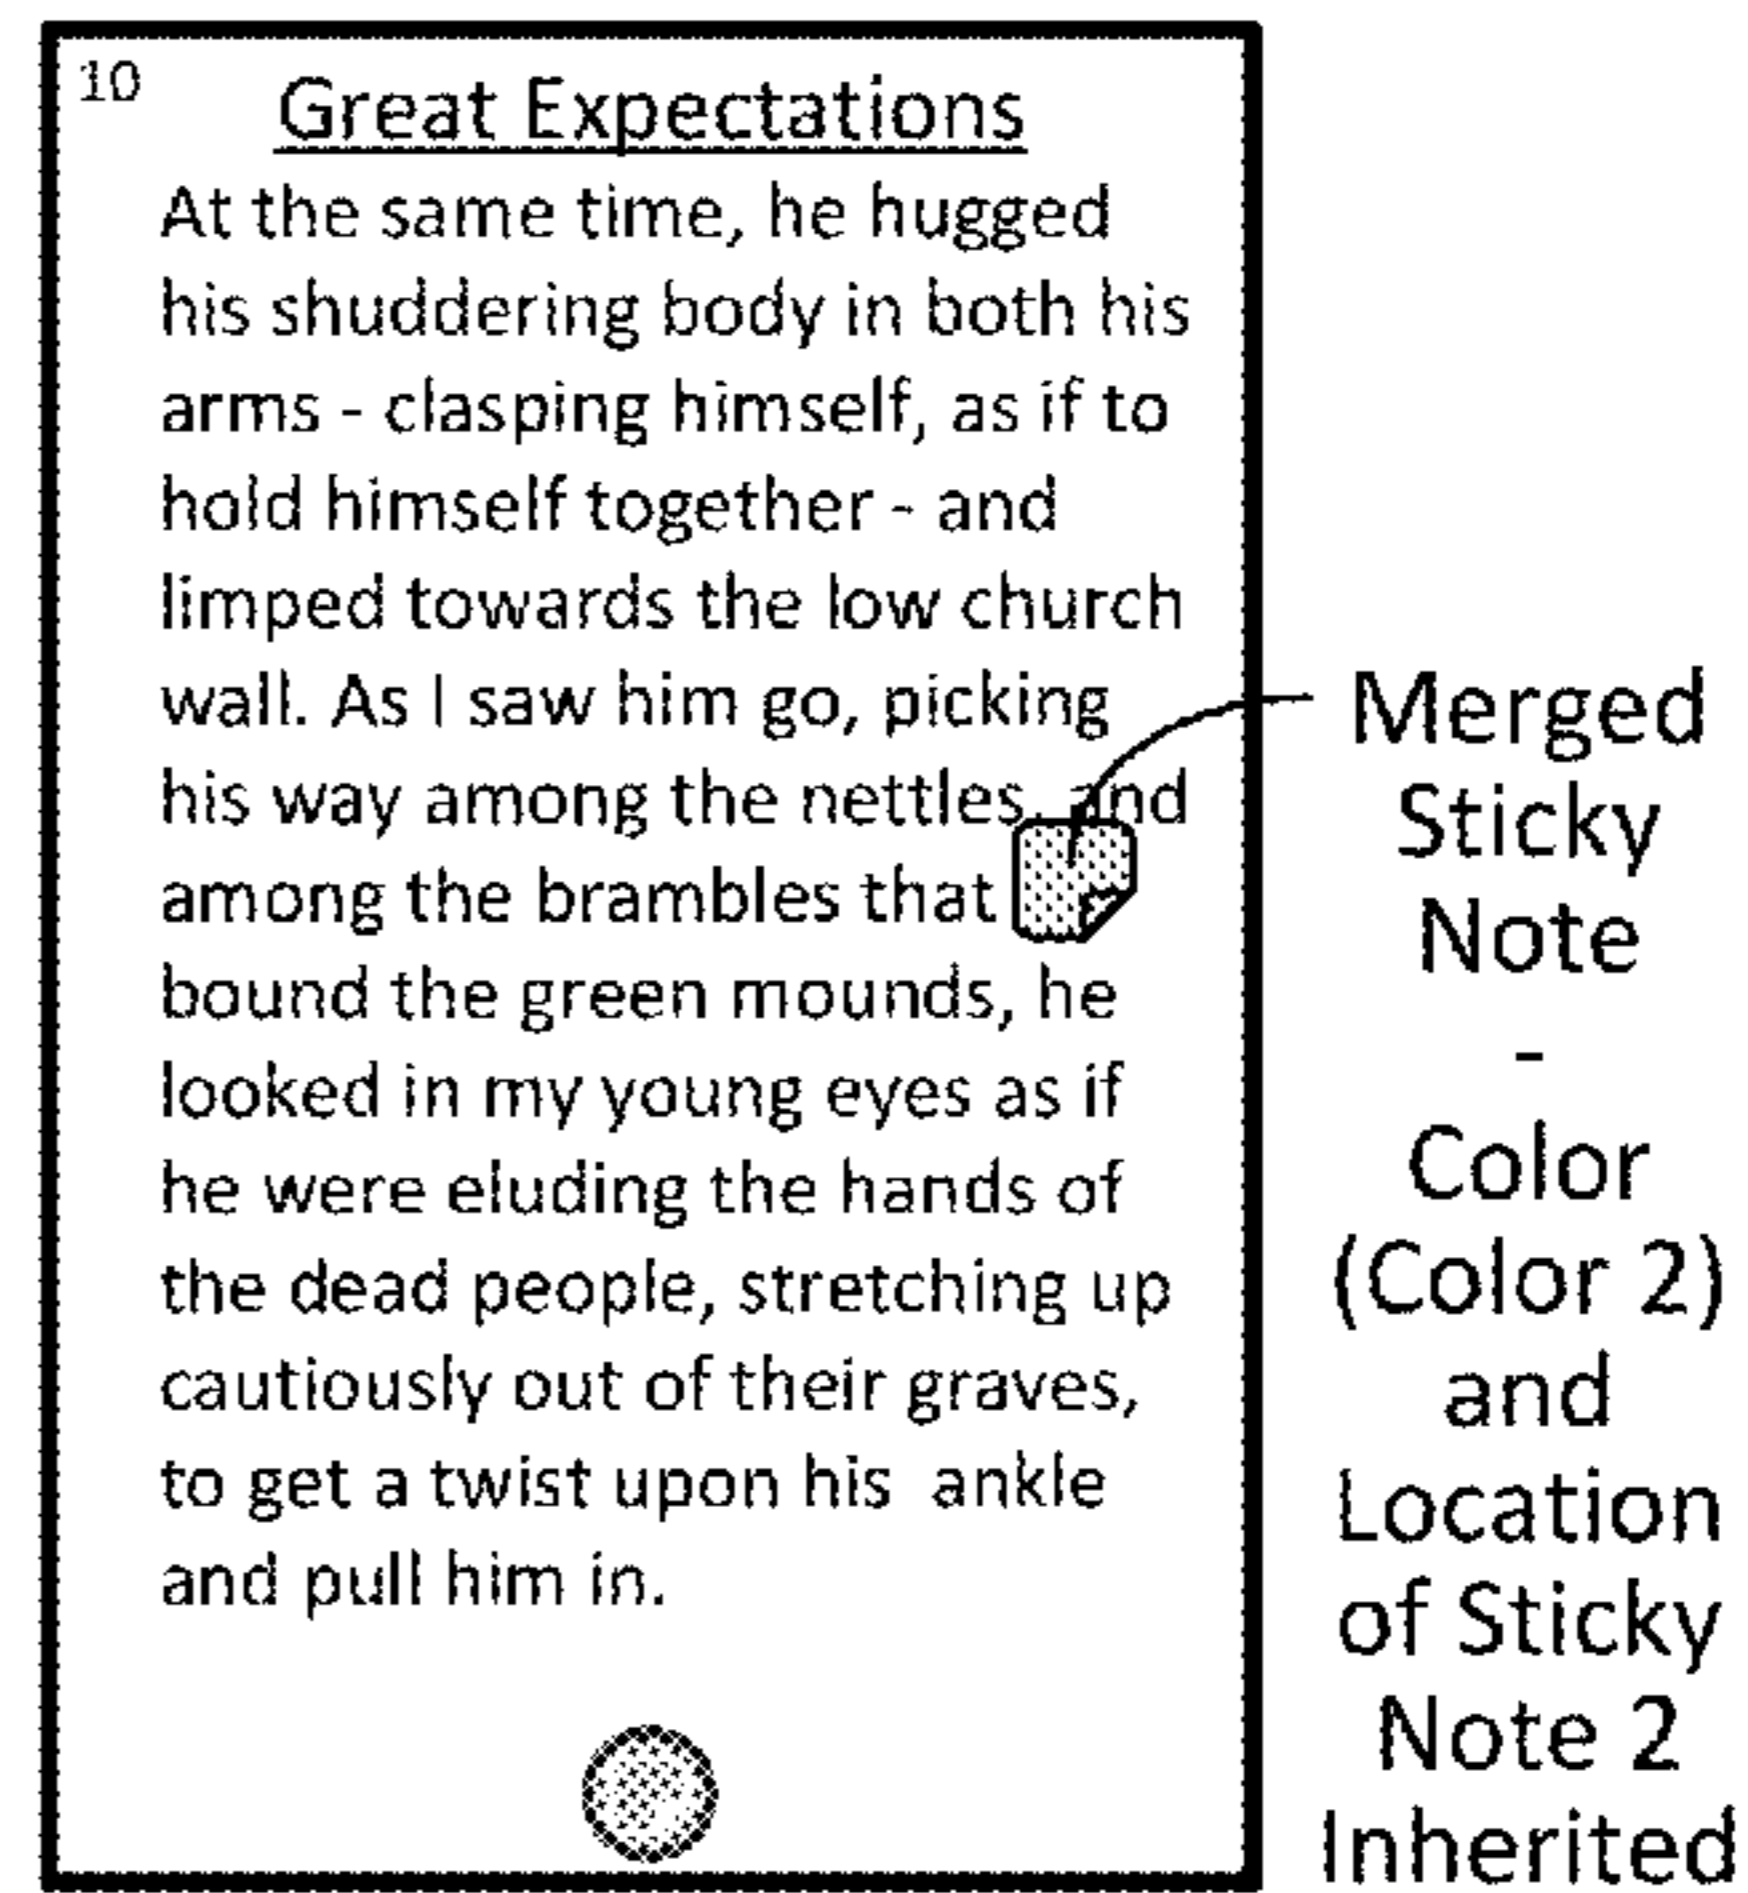 10
Great Expectations
At the same time, he hugged
his shuddering body in both his
arms - clasping himself, as if to
hold himself together - and
limped towards the low church
wall. As I saw him go, picking
his way among the nettles, and
among the brambles that
bound the green mounds, he
looked in my young eyes as if
he were eluding the hands of
the dead people, stretching up
cautiously out of their graves,
to get a twist upon his ankle
and pull him in.
Merged
Sticky
Note
-
Color
(Color 2)
and
Location
of Sticky
Note 2
Inherited